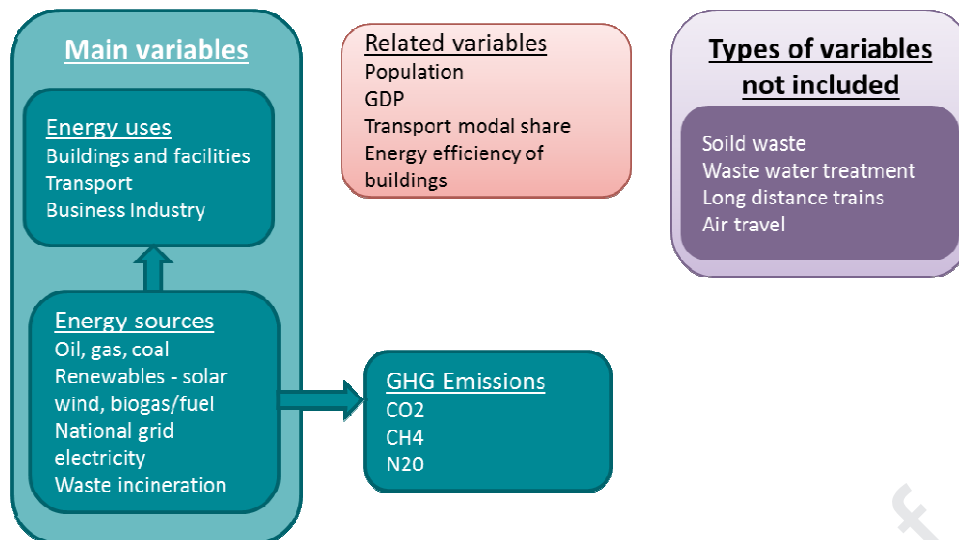 Main variables
Energy uses
Buildings and facilities
Transport
Business Industry
Energy sources
Oil, gas, coal
Renewables - solar
wind, biogas/fuel
National grid
electricity
Waste incineration
Related variables
Population
GDP
Transport modal share
Energy efficiency of
buildings
GHG Emissions
CO2
CH4
N20
Types of variables
not included
Soild waste
Waste water treatment
Long distance trains
Air travel
f